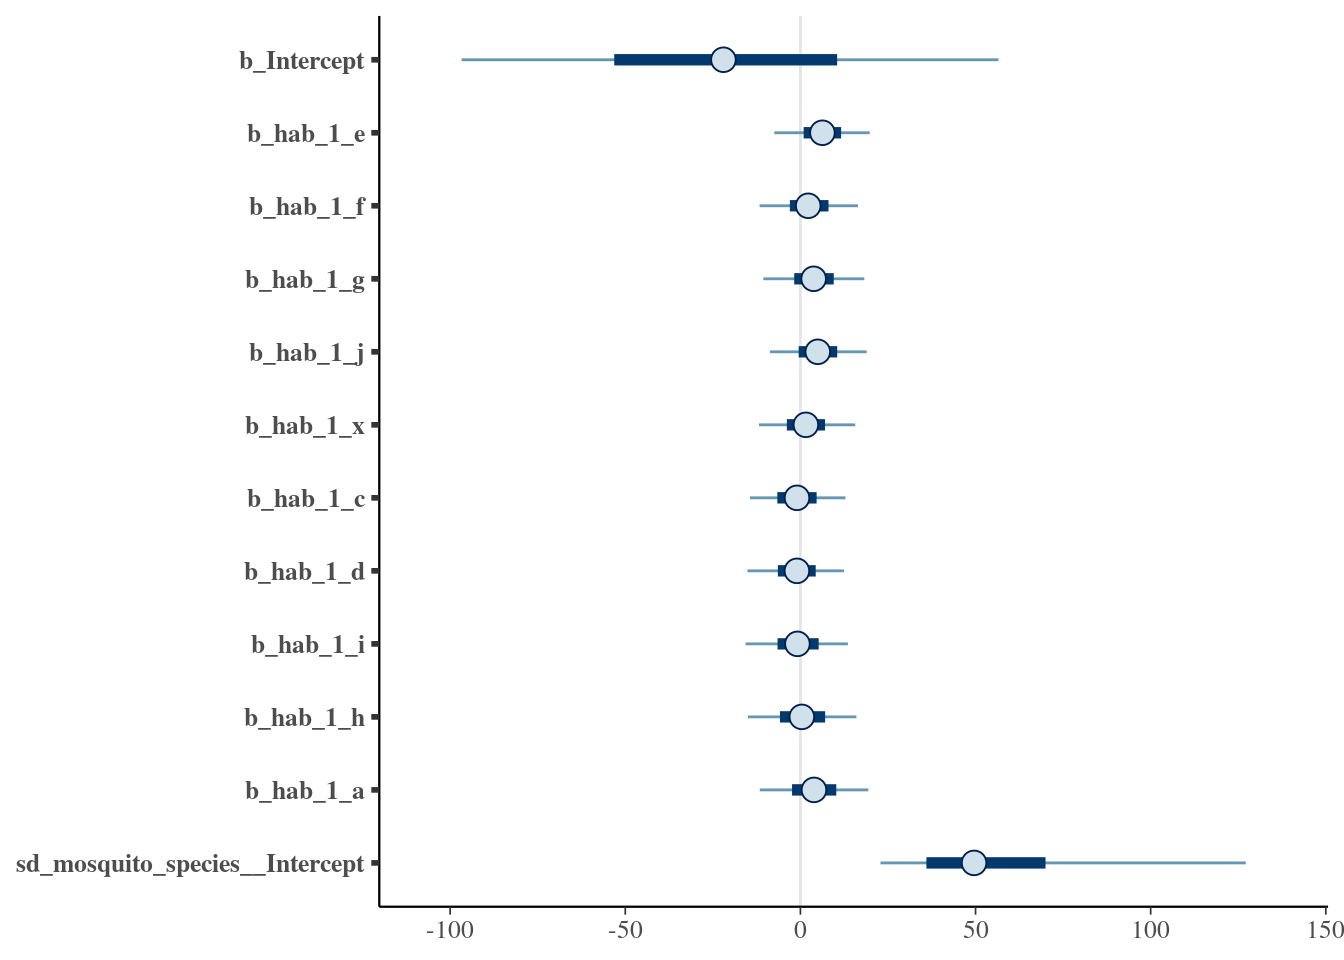 b_Intercept
b_hab_1_e
b_hab_1_f
b_hab_1_g
b_hab_1_j
b_hab_1_x
b_hab_1_c
b_hab_1_d
b_hab_1_i
b_hab_1_h
b_hab_1_a
sd_mosquito_species__Intercept
-100 -50 0 50 100 150